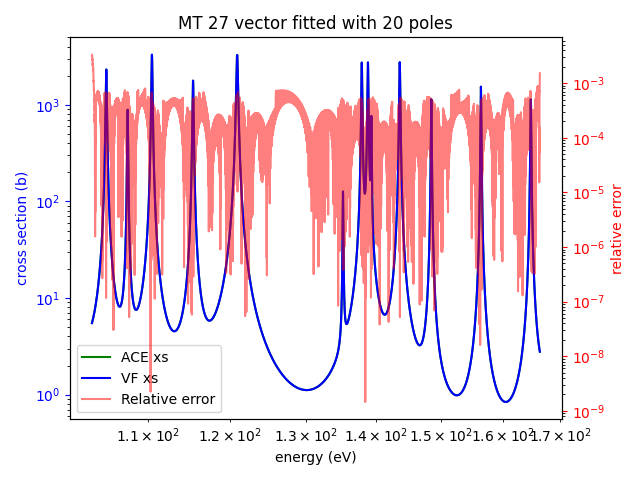 MT 27 vector fitted with 20 poles
10³
10²
10¹
10⁰
cross section (b)
10⁻³
10⁻⁴
10⁻⁵
10⁻⁶
10⁻⁷
10⁻⁸
10⁻⁹
relative error
ACE xs
VF xs
Relative error
1.1 × 10² 1.2 × 10² 1.3 × 10² 1.4 × 10² 1.5 × 10² 1.6 × 10² 1.7 × 10²
energy (eV)